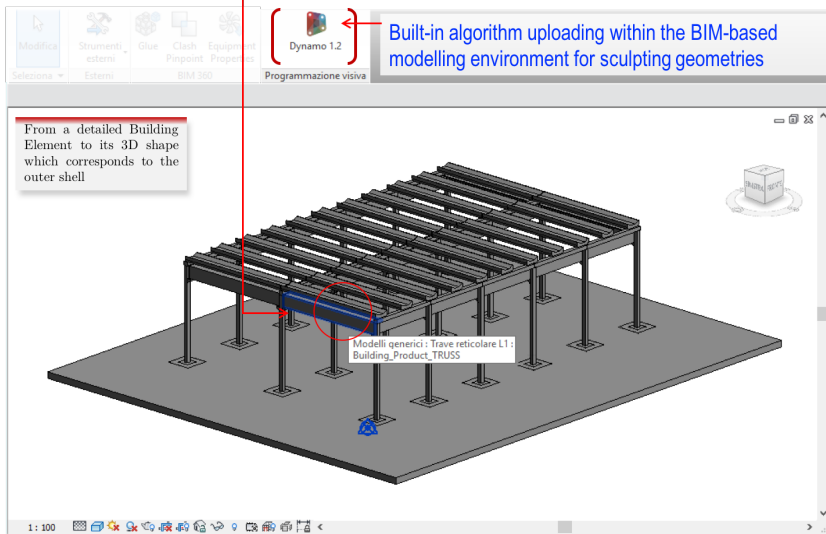 Modifica
Strumenti
esterni
Glue
Clash
Pinpoint
Equipment
Properties
Dynamo 1.2
Seleziona
Esterni
BIM 360
Programmazione visiva
Built-in algorithm uploading within the BIM-based
modelling environment for sculpting geometries
From a detailed Building
Element to its 3D shape
which corresponds to the
outer shell
Modelli generici : Trave reticolare L1 :
Building_Product_TRUSS
1 : 100